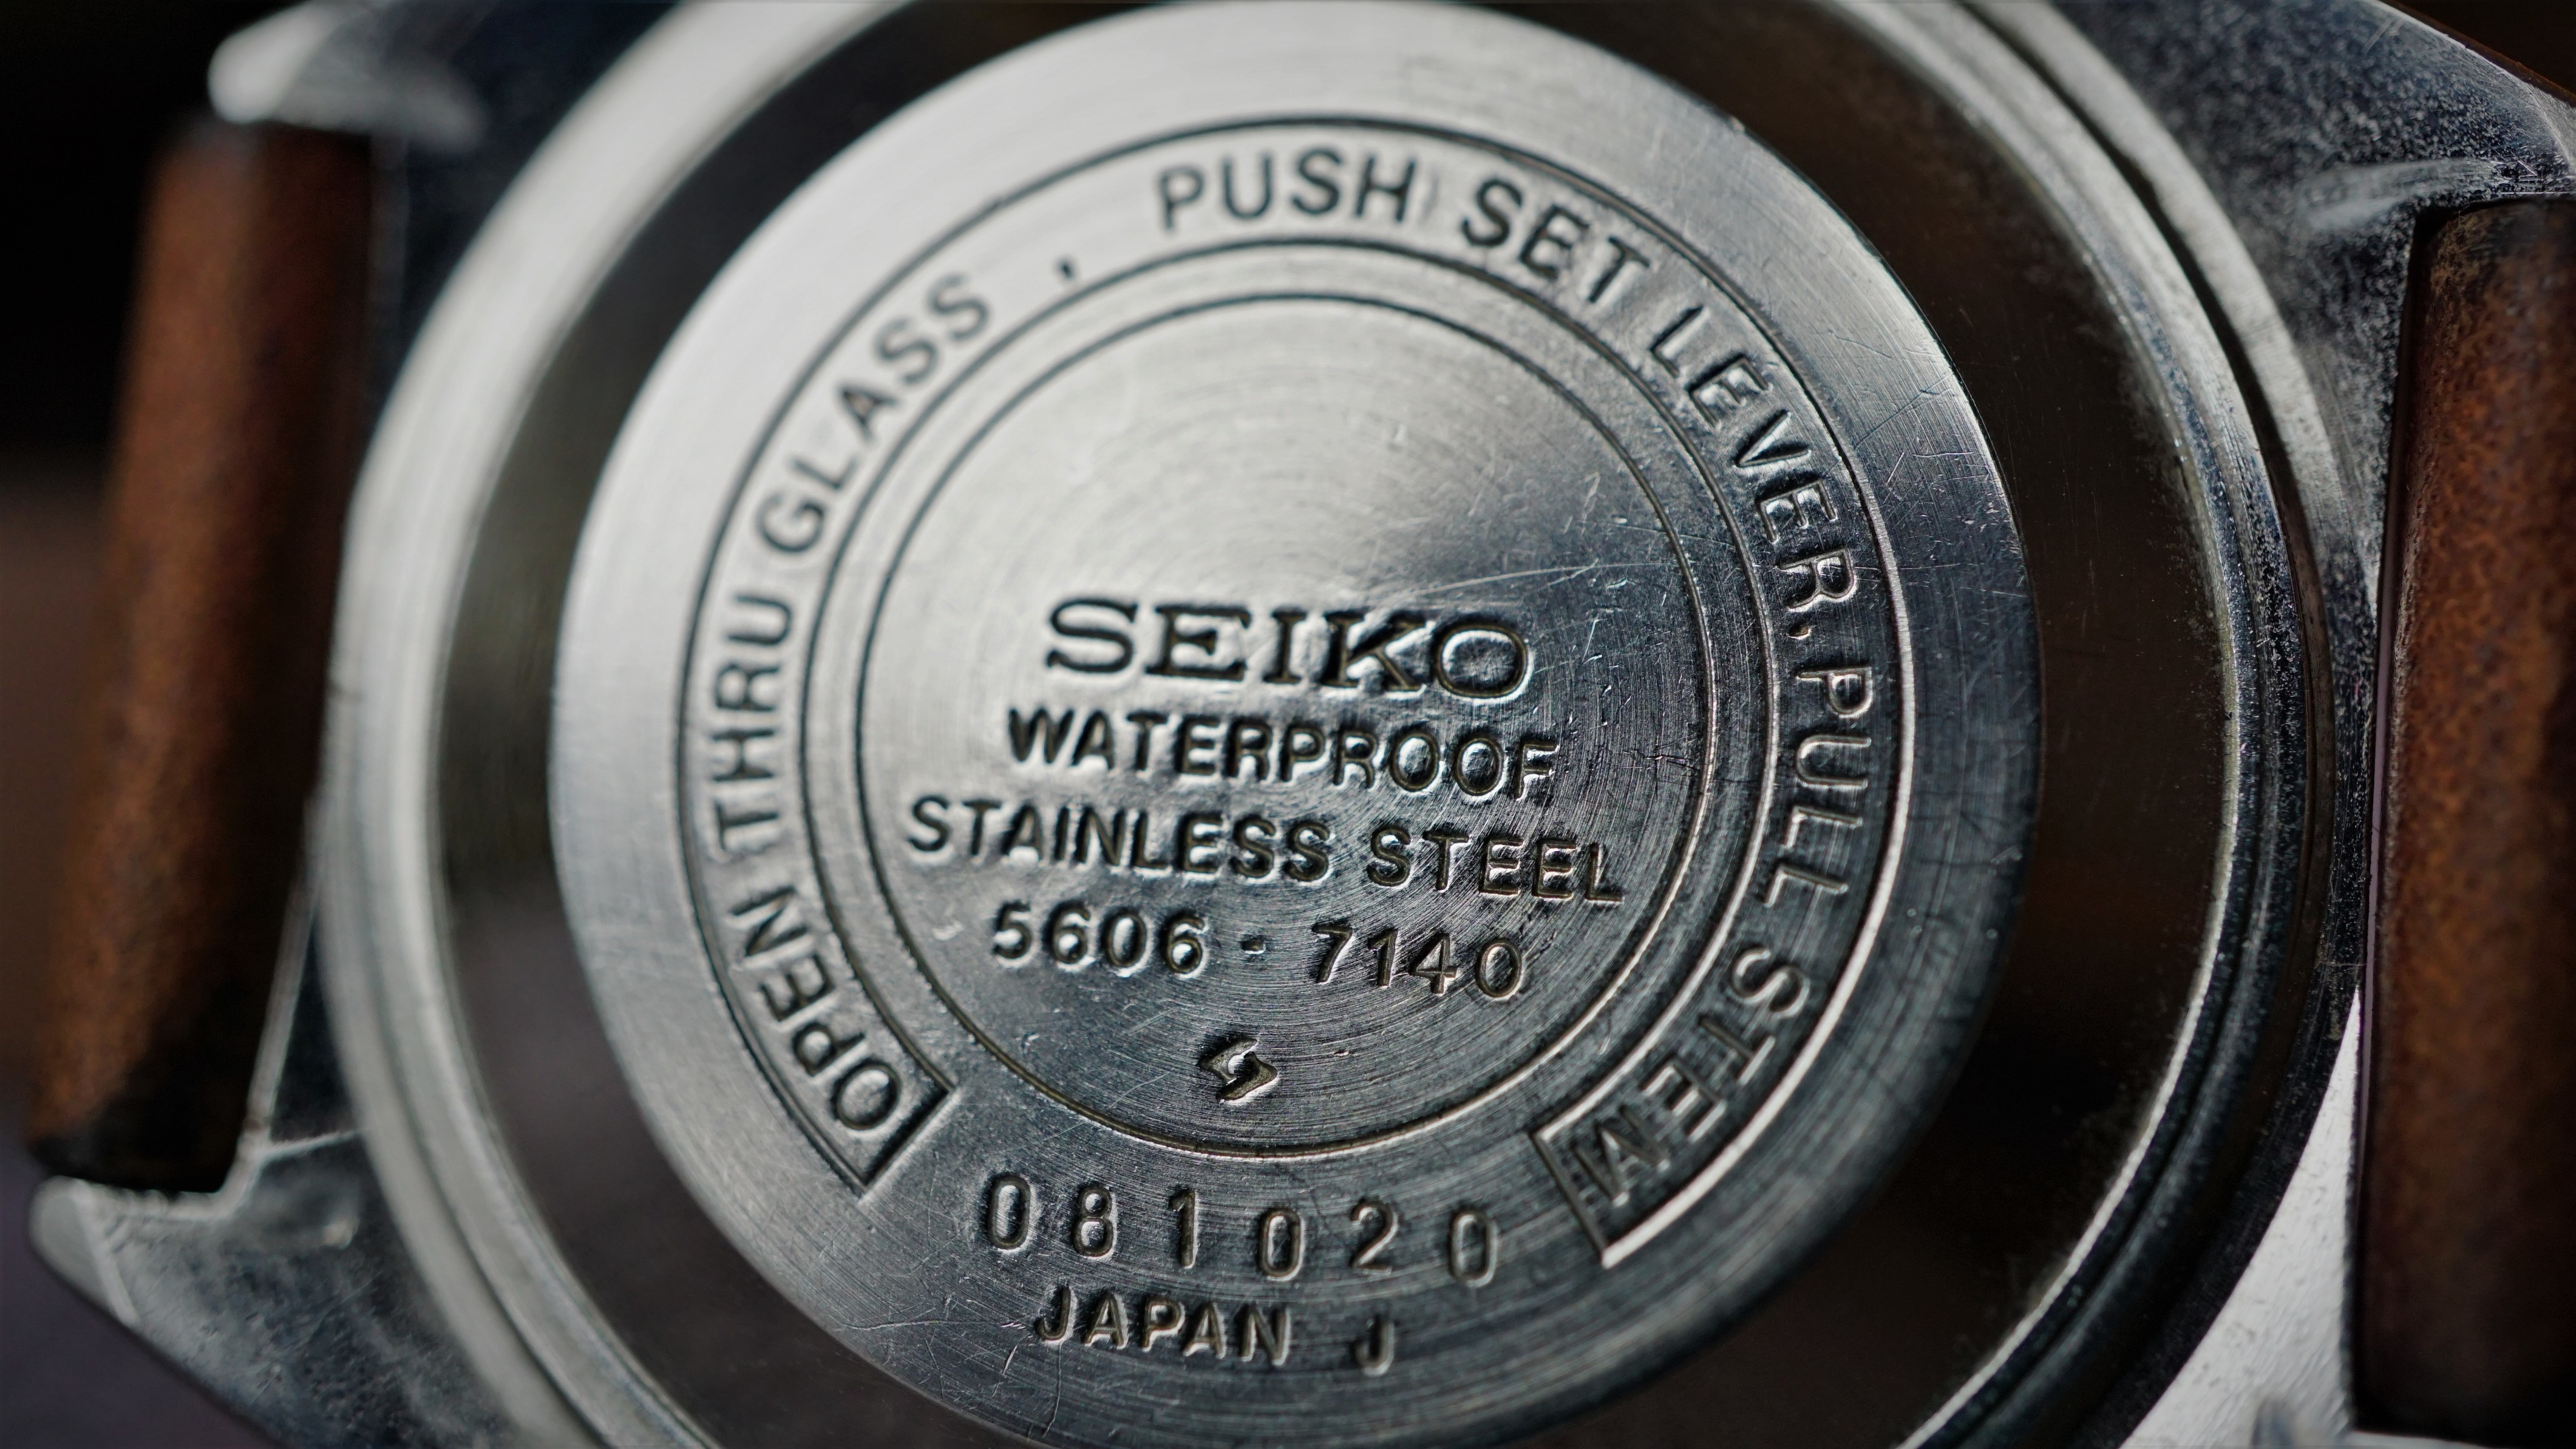 OPEN THRU GLASS, PUSH SET LEVER, PULL STEM
SEIKO
WATERPROOF
STAINLESS STEEL
5606-7140
081020
JAPAN J